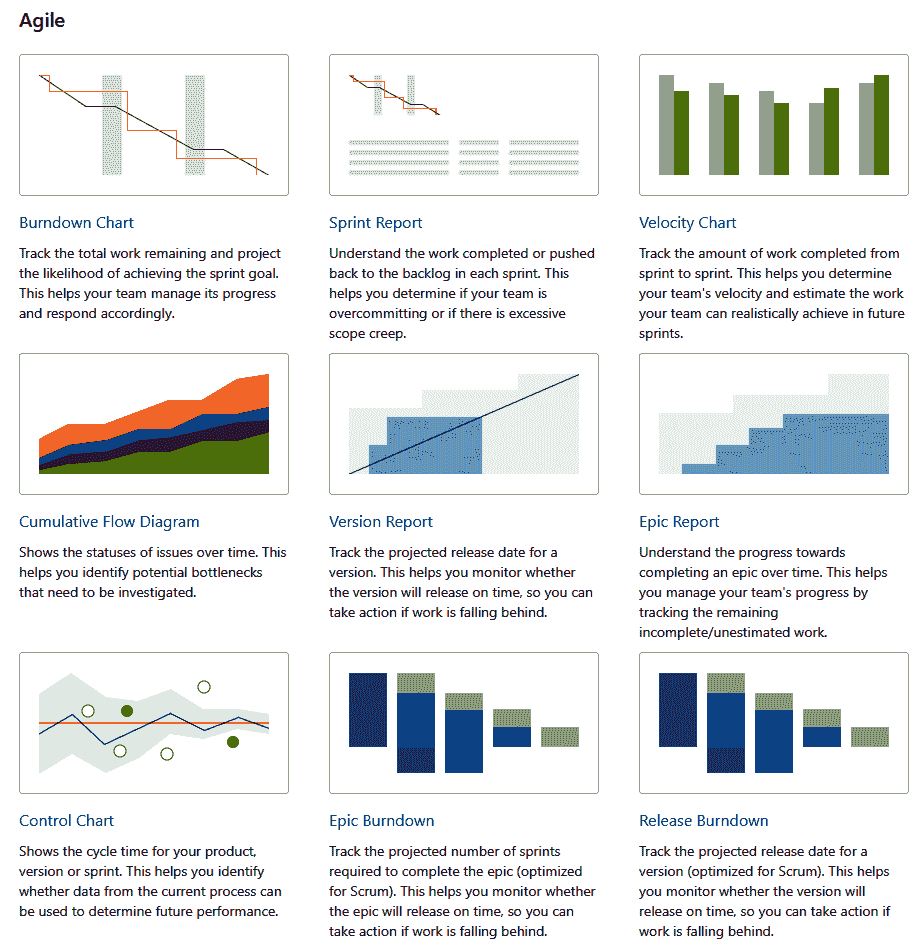 Agile
Burndown Chart
Track the total work remaining and project
the likelihood of achieving the sprint goal.
This helps your team manage its progress
and respond accordingly.
Sprint Report
Understand the work completed or pushed
back to the backlog in each sprint. This
helps you determine if your team is
overcommitting or if there is excessive
scope creep.
Velocity Chart
Track the amount of work completed from
sprint to sprint. This helps you determine
your team's velocity and estimate the work
your team can realistically achieve in future
sprints.
Cumulative Flow Diagram
Shows the statuses of issues over time. This
helps you identify potential bottlenecks
that need to be investigated.
Version Report
Track the projected release date for a
version. This helps you monitor whether
the version will release on time, so you can
take action if work is falling behind.
Epic Report
Understand the progress towards
completing an epic over time. This helps
you manage your team's progress by
tracking the remaining
incomplete/unestimated work.
Control Chart
Shows the cycle time for your product,
version or sprint. This helps you identify
whether data from the current process can
be used to determine future performance.
Epic Burndown
Track the projected number of sprints
required to complete the epic (optimized
for Scrum). This helps you monitor whether
the epic will release on time, so you can
take action if work is falling behind.
Release Burndown
Track the projected release date for a
version (optimized for Scrum). This helps
you monitor whether the version will
release on time, so you can take action if
work is falling behind.